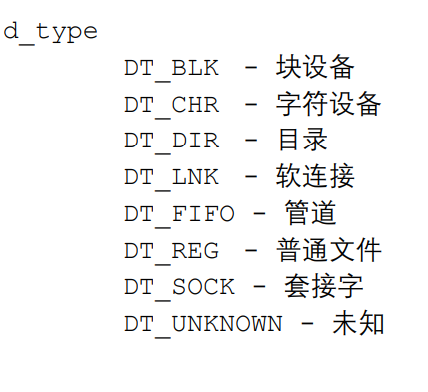 d_type
DT_BLK - 块设备
DT_CHR - 字符设备
DT_DIR - 目录
DT_LNK - 软连接
DT_FIFO - 管道
DT_REG - 普通文件
DT_SOCK - 套接字
DT_UNKNOWN - 未知